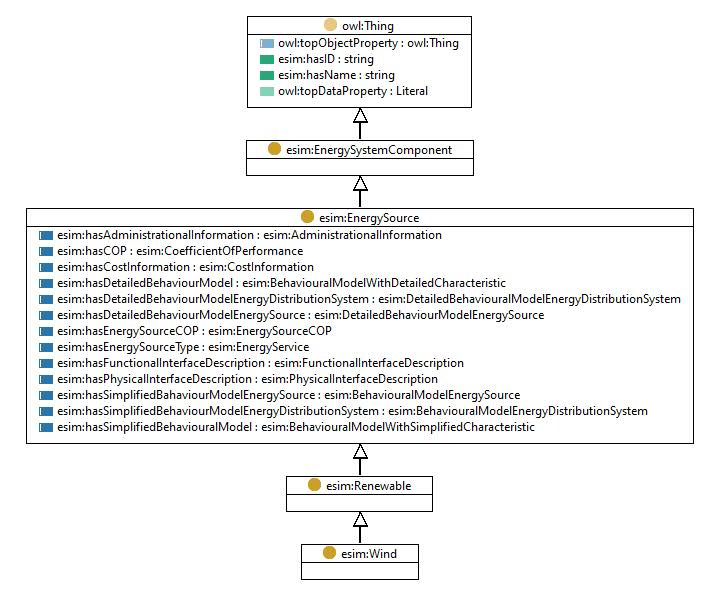 owl:Thing
owl:topObjectProperty : owl:Thing
esim:hasID : string
esim:hasName : string
owl:topDataProperty : Literal
esim:EnergySystemComponent
esim:EnergySource
esim:hasAdministrationalInformation : esim:AdministrationalInformation
esim:hasCOP : esim:CoefficientOfPerformance
esim:hasCostInformation : esim:CostInformation
esim:hasDetailedBehaviourModel : esim:BehaviouralModelWithDetailedCharacteristic
esim:hasDetailedBehaviourModelEnergyDistributionSystem : esim:DetailedBehaviouralModelEnergyDistributionSystem
esim:hasDetailedBehaviourModelEnergySource : esim:DetailedBehaviourModelEnergySource
esim:hasEnergySourceCOP : esim:EnergySourceCOP
esim:hasEnergySourceType : esim:EnergyService
esim:hasFunctionalInterfaceDescription : esim:FunctionalInterfaceDescription
esim:hasPhysicalInterfaceDescription : esim:PhysicalInterfaceDescription
esim:hasSimplifiedBahaviourModelEnergySource : esim:BehaviouralModelEnergySource
esim:hasSimplifiedBehaviourModelEnergyDistributionSystem : esim:BehaviouralModelEnergyDistributionSystem
esim:hasSimplifiedBehaviouralModel : esim:BehaviouralModelWithSimplifiedCharacteristic
esim:Renewable
esim:Wind